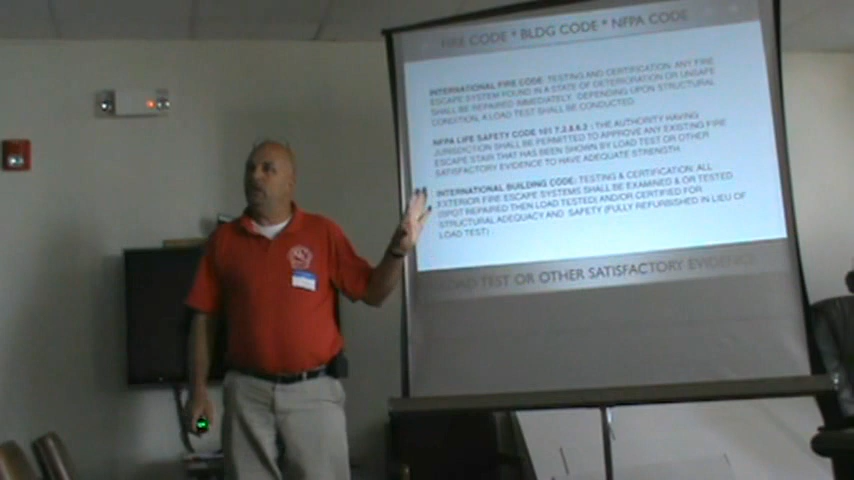 FIRE CODE * BLDG CODE * NFPA CODE
INTERNATIONAL FIRE CODE: TESTING AND CERTIFICATION: ANY FIRE
ESCAPE SYSTEM FOUND IN A STATE OF DETERIORATION OR UNSAFE
SHALL BE REPAIRED IMMEDIATELY. DEPENDING UPON STRUCTURAL
CONDITION, A LOAD TEST SHALL BE CONDUCTED.
NFPA LIFE SAFETY CODE 101 7.2.8.6.2 : THE AUTHORITY HAVING
JURISDICTION SHALL BE PERMITTED TO APPROVE ANY EXISTING FIRE
ESCAPE STAIR THAT HAS BEEN SHOWN BY LOAD TEST OR OTHER
SATISFACTORY EVIDENCE TO HAVE ADEQUATE STRENGTH.
INTERNATIONAL BUILDING CODE: TESTING & CERTIFICATION: ALL
EXTERIOR FIRE ESCAPE SYSTEMS SHALL BE EXAMINED & OR TESTED
(SPOT REPAIRED THEN LOAD TESTED) AND/OR CERTIFIED FOR
STRUCTURAL ADEQUACY AND SAFETY (FULLY REFURBISHED IN LIEU OF
LOAD TEST) .
LOAD TEST OR OTHER SATISFACTORY EVIDENCE